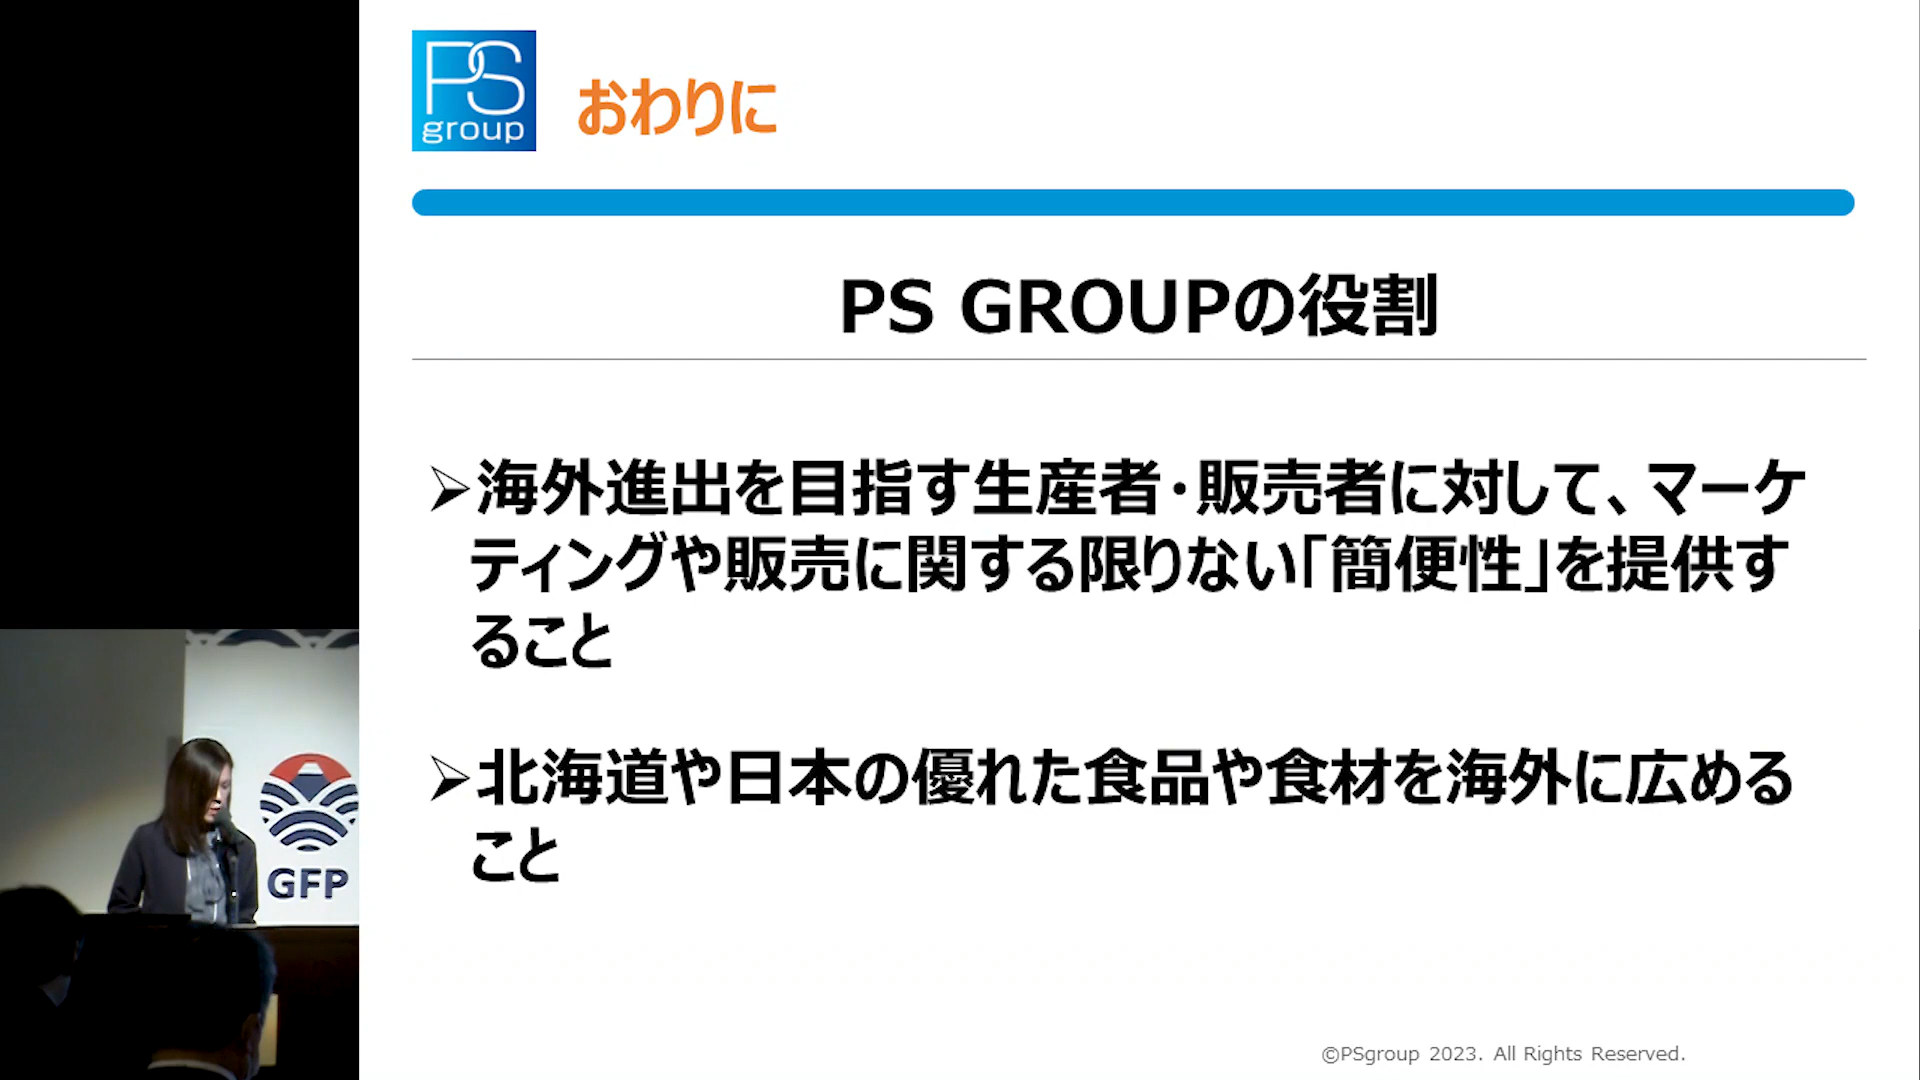 PS
group
おわりに
PS GROUPの役割
➢海外進出を目指す生産者・販売者に対して、マーケ
ティングや販売に関する限りない「簡便性」を提供す
ること
➢北海道や日本の優れた食品や食材を海外に広める
こと
GFP
©PSgroup 2023. All Rights Reserved.